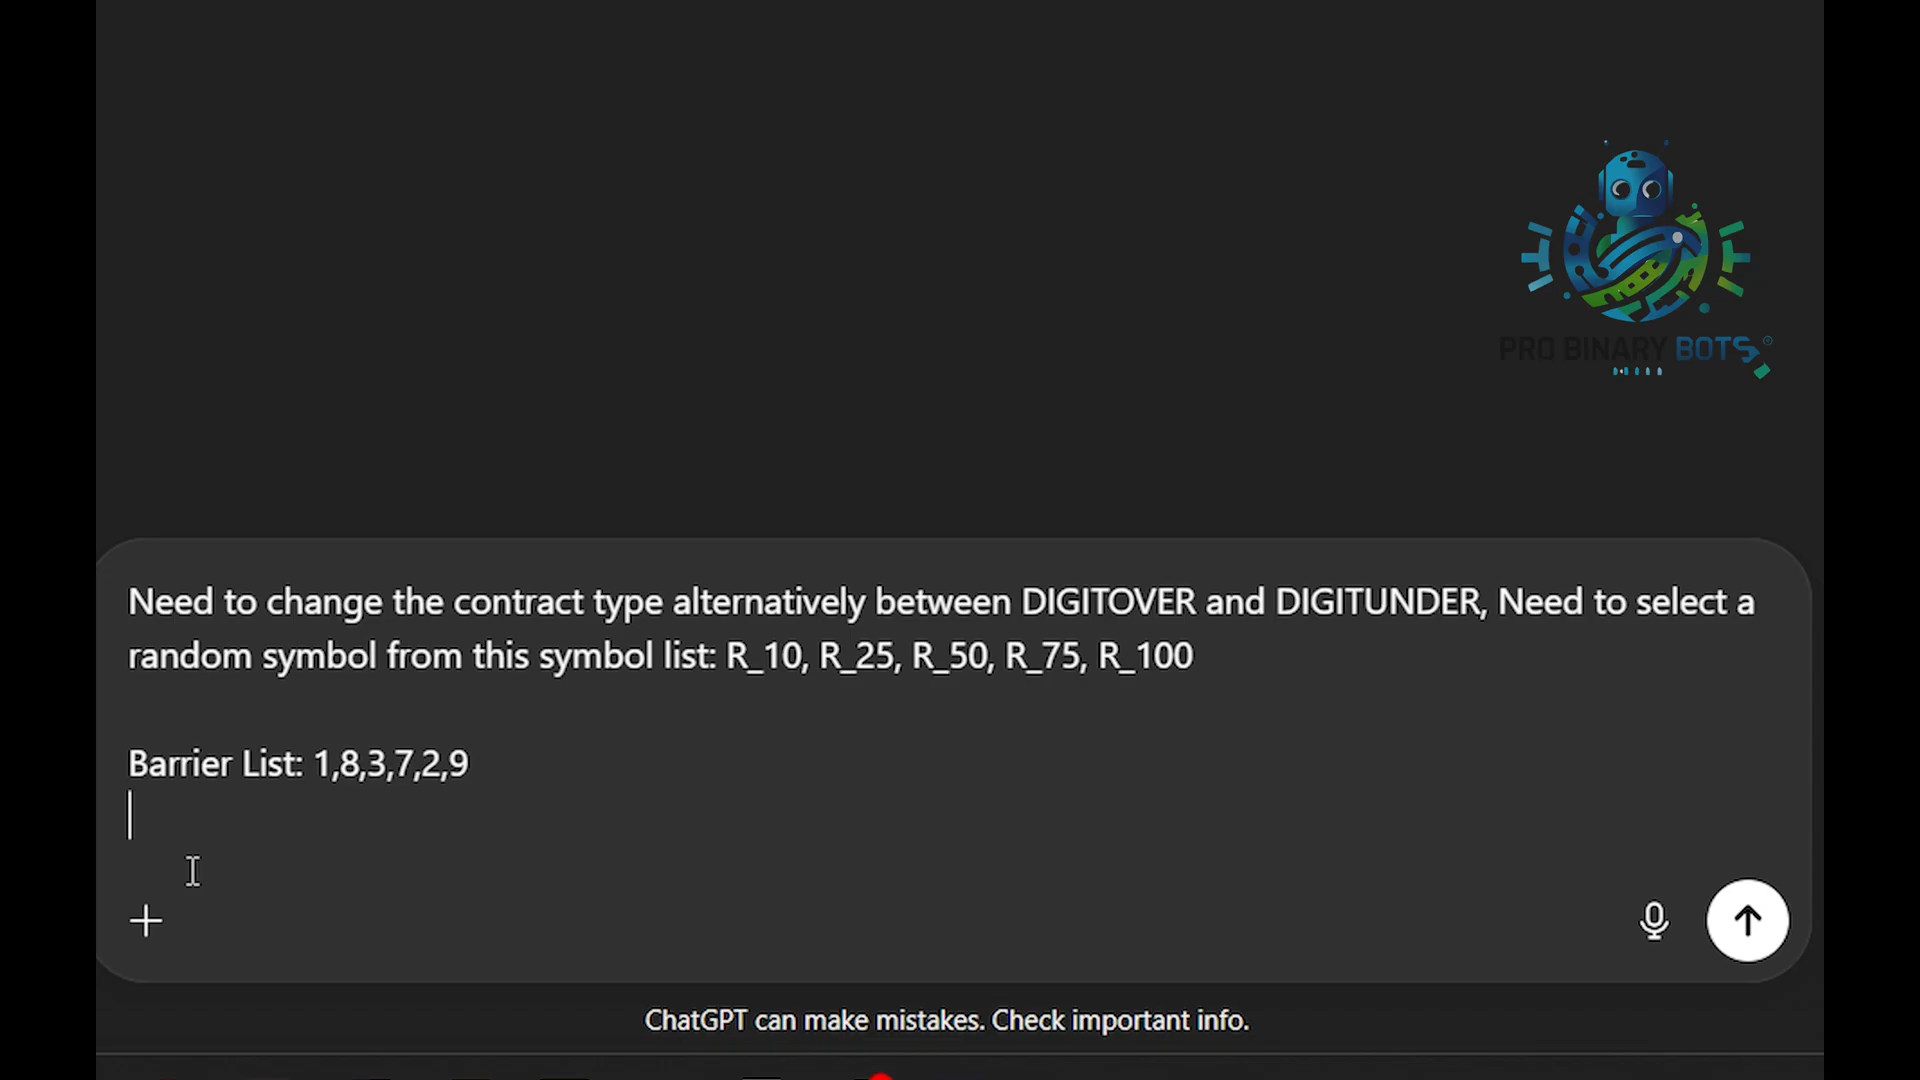 PRO BINARY BOTS
Need to change the contract type alternatively between DIGITOVER and DIGITUNDER, Need to select a
random symbol from this symbol list: R_10, R_25, R_50, R_75, R_100
Barrier List: 1,8,3,7,2,9
ChatGPT can make mistakes. Check important info.